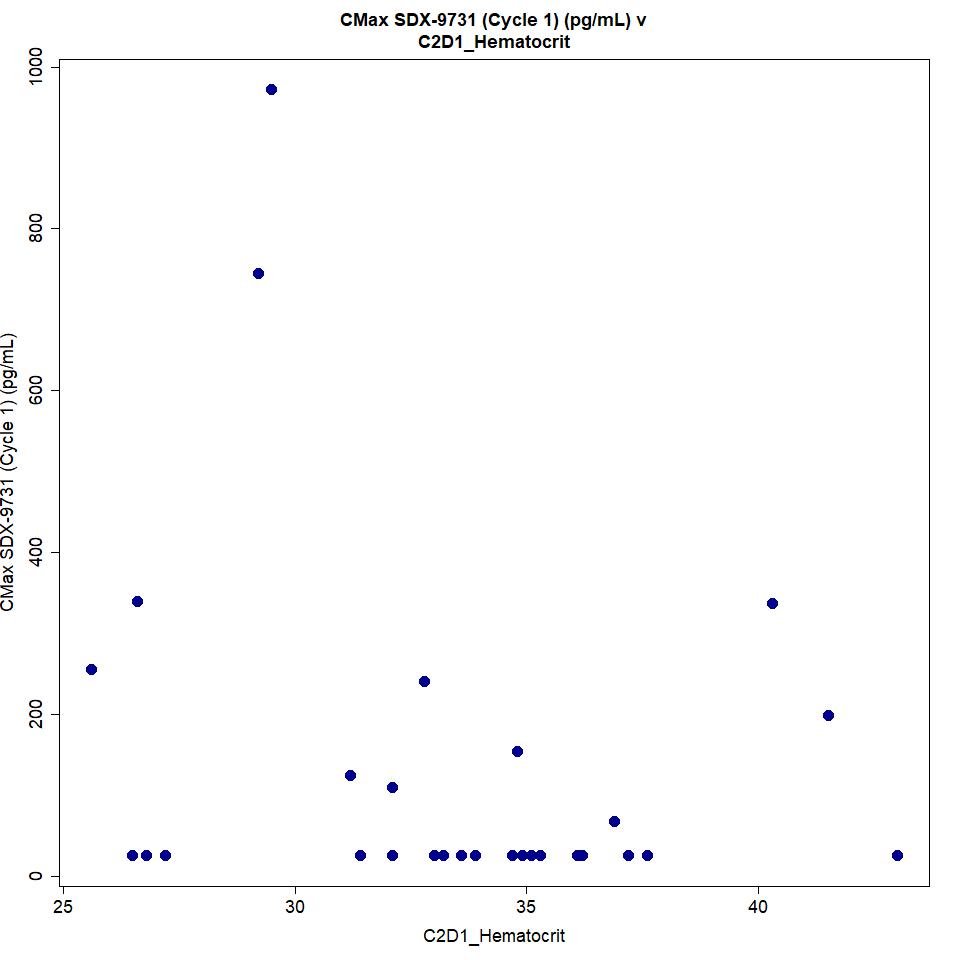 CMax SDX-9731 (Cycle 1) (pg/mL) v
C2D1_Hematocrit
1000
800
600
400
200
0
CMax SDX-9731 (Cycle 1) (pg/mL)
25 30 35 40
C2D1_Hematocrit